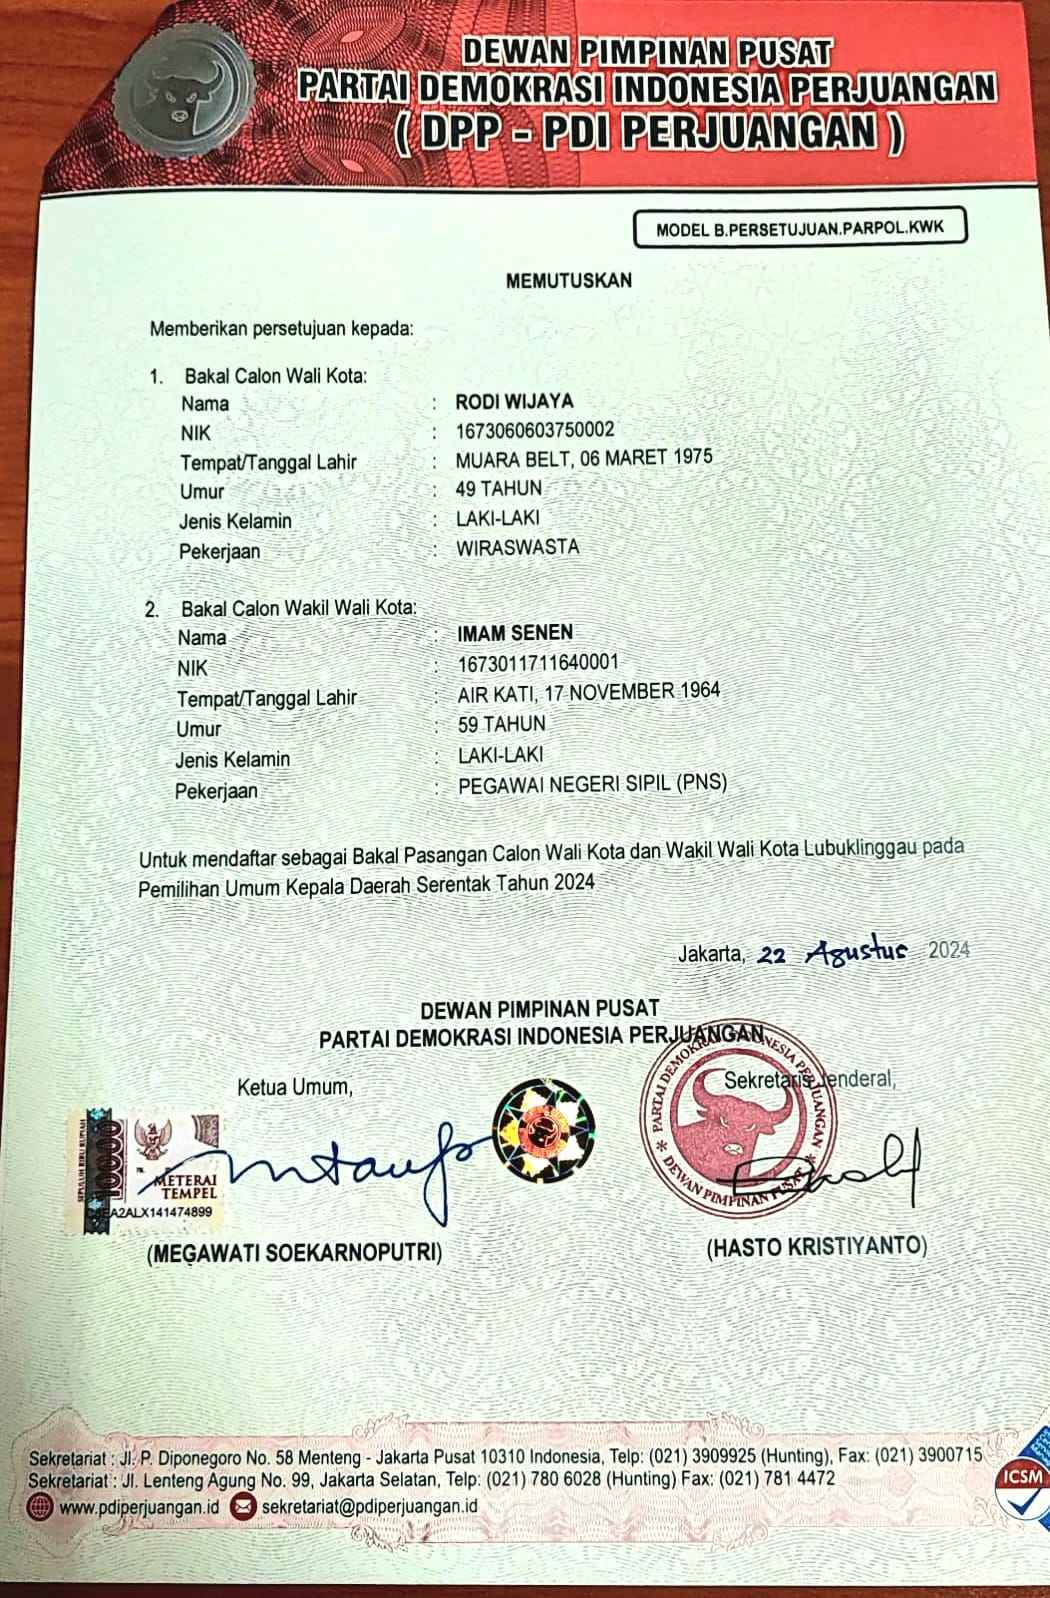 DEWAN PIMPINAN PUSAT
PARTAI DEMOKRASI INDONESIA PERJUANGAN
( DPP - PDI PERJUANGAN )
MODEL B.PERSETUJUAN.PARPOL.KWK
MEMUTUSKAN
Memberikan persetujuan kepada:
1. Bakal Calon Wali Kota:
Nama : RODI WIJAYA
NIK : 1673060603750002
Tempat/Tanggal Lahir : MUARA BELT, 06 MARET 1975
Umur : 49 TAHUN
Jenis Kelamin : LAKI-LAKI
Pekerjaan : WIRASWASTA
2. Bakal Calon Wakil Wali Kota:
Nama : IMAM SENEN
NIK : 1673011711640001
Tempat/Tanggal Lahir : AIR KATI, 17 NOVEMBER 1964
Umur : 59 TAHUN
Jenis Kelamin : LAKI-LAKI
Pekerjaan : PEGAWAI NEGERI SIPIL (PNS)
Untuk mendaftar sebagai Bakal Pasangan Calon Wali Kota dan Wakil Wali Kota Lubuklinggau pada
Pemilihan Umum Kepala Daerah Serentak Tahun 2024
Jakarta, 22 Agustus 2024
DEWAN PIMPINAN PUSAT
PARTAI DEMOKRASI INDONESIA PERJUANGAN
Ketua Umum, Sekretaris Jenderal,
SEPULUH RIBU RUPIAH
10000
METERAI
TEMPEL
A2ALX141474899
PARTAI DEMOKRASI INDONESIA PERJUANGAN
* DEWAN PIMPINAN PUSAT *
(MEGAWATI SOEKARNOPUTRI) (HASTO KRISTIYANTO)
Sekretariat : Jl. P. Diponegoro No. 58 Menteng - Jakarta Pusat 10310 Indonesia, Telp: (021) 3909925 (Hunting), Fax: (021) 3900715
Sekretariat : Jl. Lenteng Agung No. 99, Jakarta Selatan, Telp: (021) 780 6028 (Hunting) Fax: (021) 781 4472
www.pdiperjuangan.id sekretariat@pdiperjuangan.id
ICSM